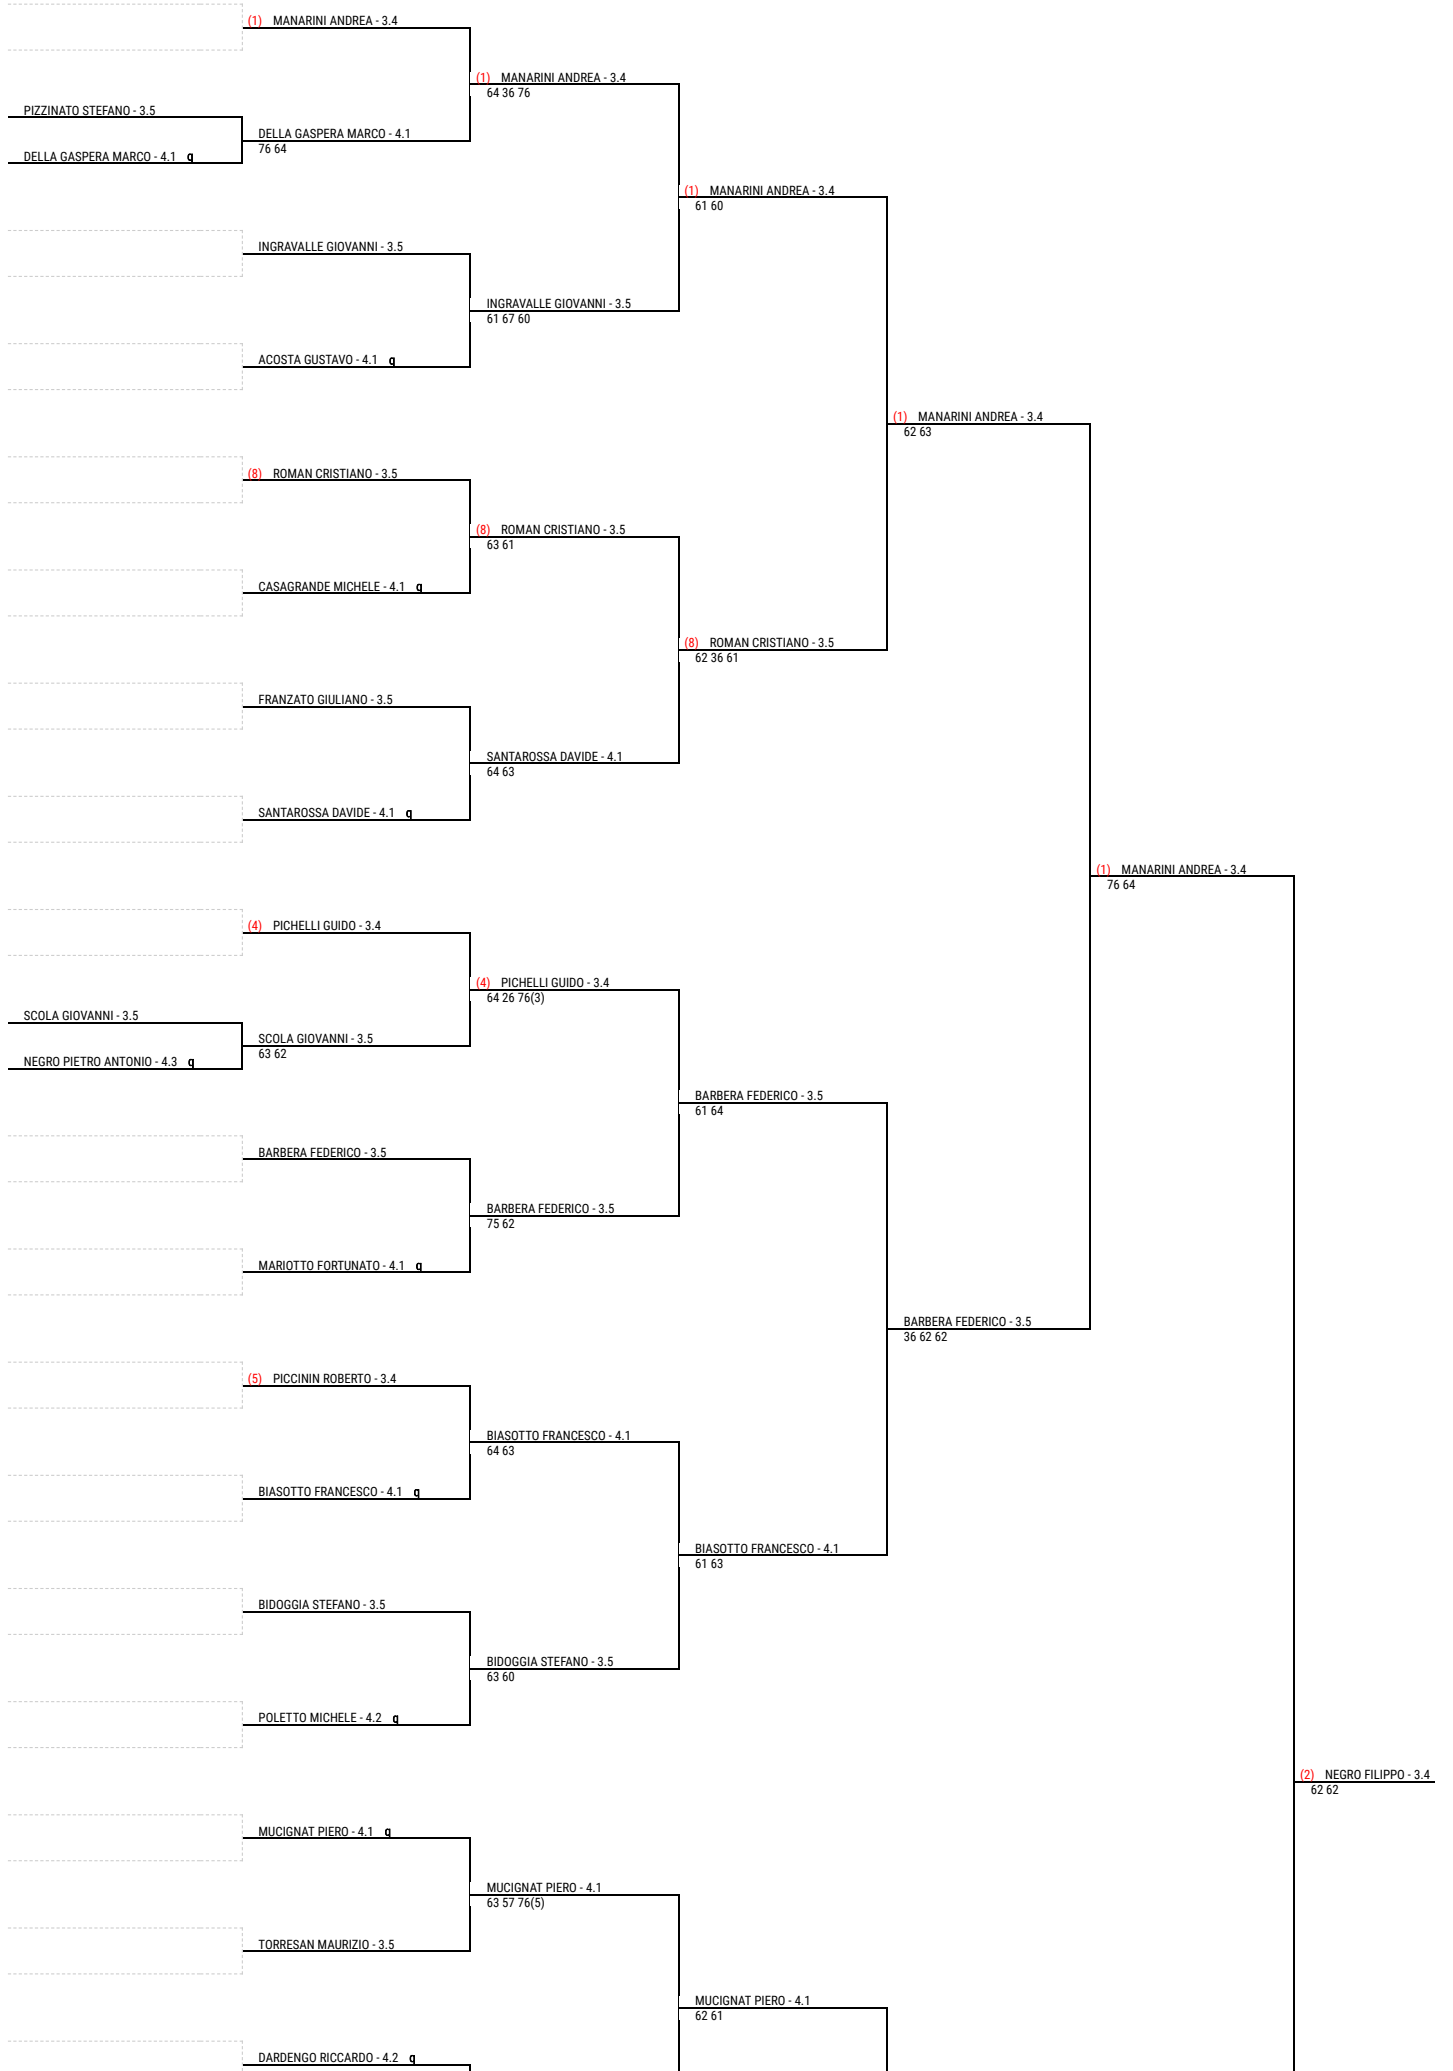 (1) MANARINI ANDREA - 3.4
(1) MANARINI ANDREA - 3.4
64 36 76
PIZZINATO STEFANO - 3.5
DELLA GASPERA MARCO - 4.1
76 64
DELLA GASPERA MARCO - 4.1 q
(1) MANARINI ANDREA - 3.4
61 60
INGRAVALLE GIOVANNI - 3.5
INGRAVALLE GIOVANNI - 3.5
61 67 60
ACOSTA GUSTAVO - 4.1 q
(1) MANARINI ANDREA - 3.4
62 63
(8) ROMAN CRISTIANO - 3.5
(8) ROMAN CRISTIANO - 3.5
63 61
CASAGRANDE MICHELE - 4.1 q
(8) ROMAN CRISTIANO - 3.5
62 36 61
FRANZATO GIULIANO - 3.5
SANTAROSSA DAVIDE - 4.1
64 63
SANTAROSSA DAVIDE - 4.1 q
(1) MANARINI ANDREA - 3.4
76 64
(4) PICHELLI GUIDO - 3.4
(4) PICHELLI GUIDO - 3.4
64 26 76(3)
SCOLA GIOVANNI - 3.5
SCOLA GIOVANNI - 3.5
63 62
NEGRO PIETRO ANTONIO - 4.3 q
BARBERA FEDERICO - 3.5
61 64
BARBERA FEDERICO - 3.5
BARBERA FEDERICO - 3.5
75 62
MARIOTTO FORTUNATO - 4.1 q
BARBERA FEDERICO - 3.5
36 62 62
(5) PICCININ ROBERTO - 3.4
BIASOTTO FRANCESCO - 4.1
64 63
BIASOTTO FRANCESCO - 4.1 q
BIASOTTO FRANCESCO - 4.1
61 63
BIDOGGIA STEFANO - 3.5
BIDOGGIA STEFANO - 3.5
63 60
POLETTO MICHELE - 4.2 q
(2) NEGRO FILIPPO - 3.4
62 62
MUCIGNAT PIERO - 4.1 q
MUCIGNAT PIERO - 4.1
63 57 76(5)
TORRESAN MAURIZIO - 3.5
MUCIGNAT PIERO - 4.1
62 61
DARDENGO RICCARDO - 4.2 q